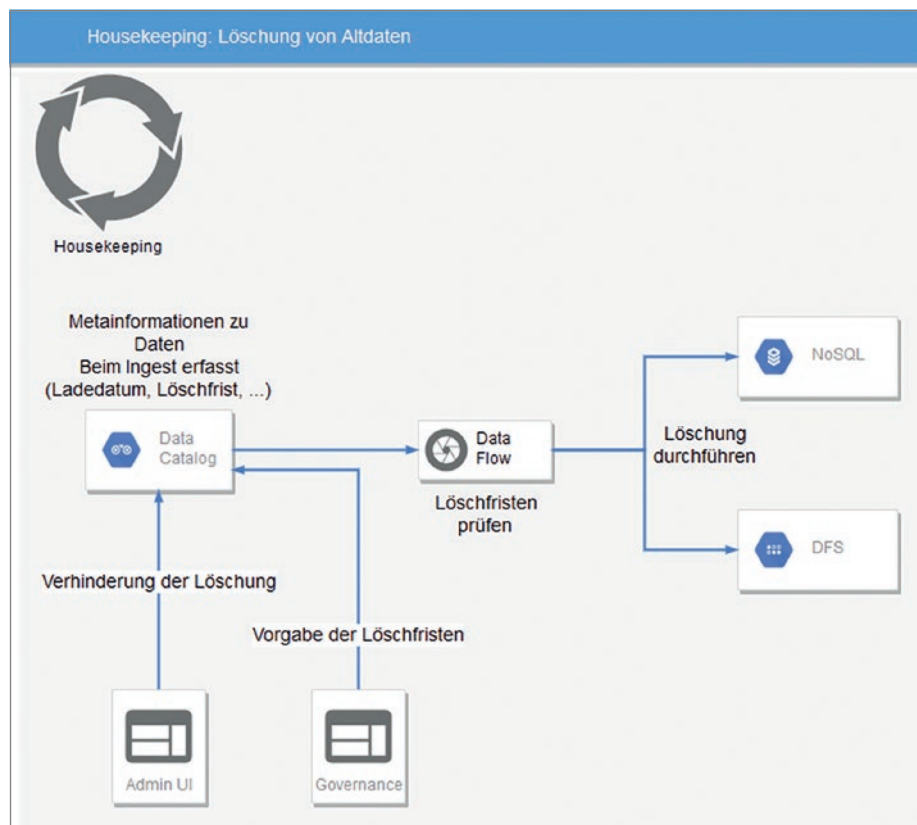 Housekeeping: Löschung von Altdaten
Housekeeping
Metainformationen zu
Daten
Beim Ingest erfasst
(Ladedatum, Löschfrist, ...)
Data
Catalog
Data
Flow
Löschfristen
prüfen
NoSQL
Löschung
durchführen
DFS
Verhinderung der Löschung
Vorgabe der Löschfristen
Admin UI
Governance